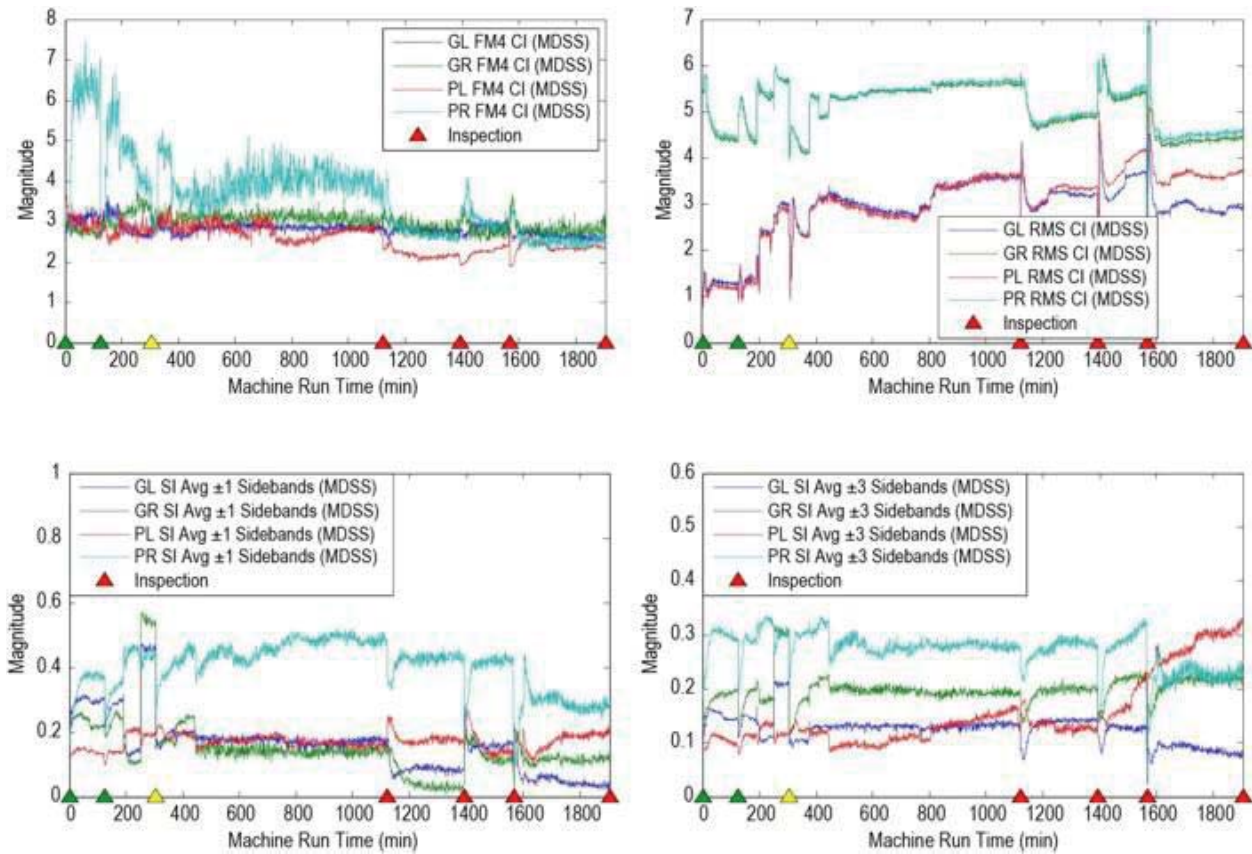 8
7
6
5
4
3
2
1
0
Magnitude
GL FM4 CI (MDSS)
GR FM4 CI (MDSS)
PL FM4 CI (MDSS)
PR FM4 CI (MDSS)
Inspection
0 200 400 600 800 1000 1200 1400 1600 1800
Machine Run Time (min)
7
6
5
4
3
2
1
0
Magnitude
GL RMS CI (MDSS)
GR RMS CI (MDSS)
PL RMS CI (MDSS)
PR RMS CI (MDSS)
Inspection
0 200 400 600 800 1000 1200 1400 1600 1800
Machine Run Time (min)
1
0.8
0.6
0.4
0.2
0
Magnitude
GL SI Avg ±1 Sidebands (MDSS)
GR SI Avg ±1 Sidebands (MDSS)
PL SI Avg ±1 Sidebands (MDSS)
PR SI Avg ±1 Sidebands (MDSS)
Inspection
0 200 400 600 800 1000 1200 1400 1600 1800
Machine Run Time (min)
0.6
0.5
0.4
0.4
0.3
0.2
0.1
0
Magnitude
GL SI Avg ±3 Sidebands (MDSS)
GR SI Avg ±3 Sidebands (MDSS)
PL SI Avg ±3 Sidebands (MDSS)
PR SI Avg ±3 Sidebands (MDSS)
Inspection
0 200 400 600 800 1000 1200 1400 1600 1800
Machine Run Time (min)